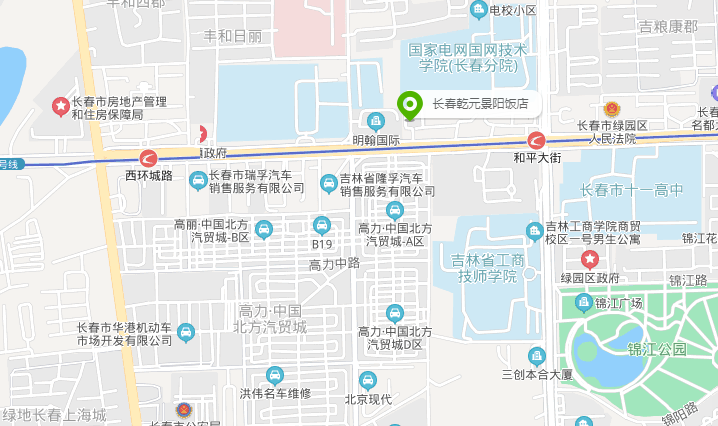 丰和西郡
电校小区
吉粮康郡
丰和日丽
国家电网国网技术
学院(长春分院)
长春市房地产管理
和住房保障局
长春乾元景阳饭店
明翰国际
长春市绿园区
人民法院
名都
政府
号线
西环城路
和平大街
长春市瑞孚汽车
销售服务有限公司
吉林省隆孚汽车
销售服务有限公司
长春市十一高中
高丽·中国北方
汽贸城-B区
B19
高力·中国北方
汽贸城-A区
吉林工商学院商贸
校区一号男生公寓
锦江花
高力中路
吉林省工商
技师学院
绿园区政府
锦江路
高力·中国
北方汽贸城
锦江广场
长春市华港机动车
市场开发有限公司
高力·中国北方
汽贸城D区
锦江公园
三创本合大厦
洪伟名车维修
北京现代
绿地长春上海城
长春市公安局
锦阳路